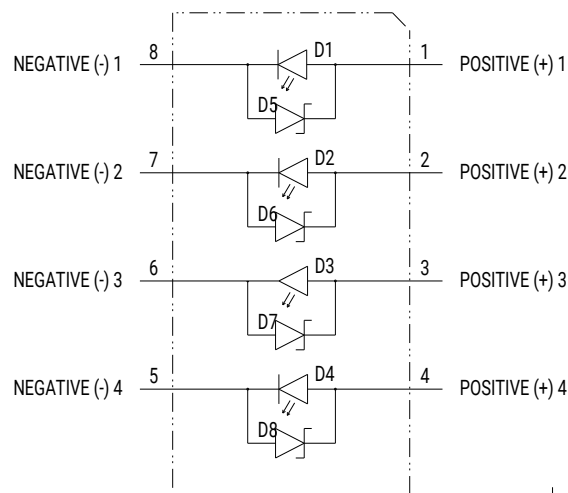 D1
NEGATIVE (-) 1 8 1 POSITIVE (+) 1
D5
D2
NEGATIVE (-) 2 7 2 POSITIVE (+) 2
D6
D3
NEGATIVE (-) 3 6 3 POSITIVE (+) 3
D7
D4
NEGATIVE (-) 4 5 4 POSITIVE (+) 4
D8